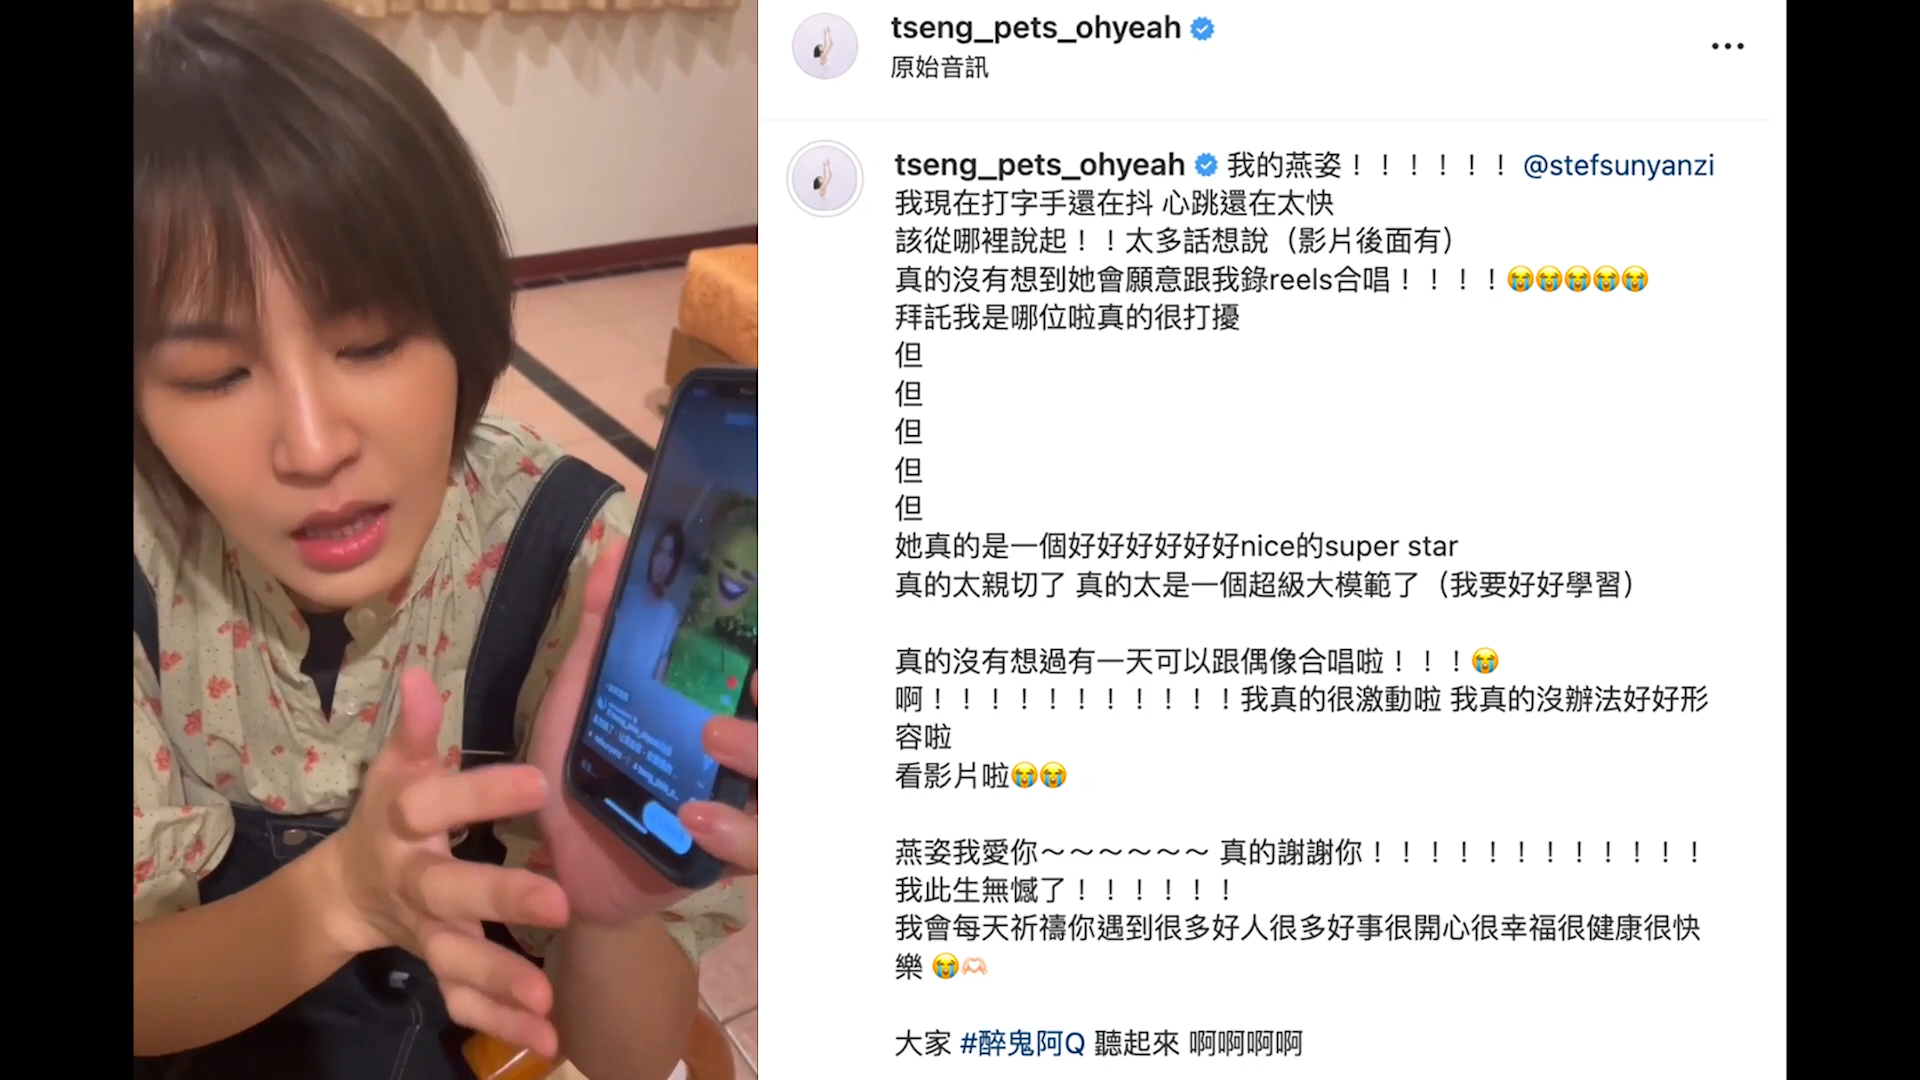 tseng_pets_ohyeah
原始音訊
tseng_pets_ohyeah 我的燕姿！！！！！！ @stefsunyanzi
我現在打字手還在抖 心跳還在太快
該從哪裡說起！！太多話想說（影片後面有）
真的沒有想到她會願意跟我錄reels合唱！！！！😭😭😭😭😭
拜託我是哪位啦真的很打擾
但
但
但
但
但
她真的是一個好好好好好好nice的super star
真的太親切了 真的太是一個超級大模範了（我要好好學習）
真的沒有想過有一天可以跟偶像合唱啦！！！😭
啊！！！！！！！！！！！我真的很激動啦 我真的沒辦法好好形
容啦
看影片啦😭😭
燕姿我愛你～～～～～～ 真的謝謝你！！！！！！！！！！！！
我此生無憾了！！！！！！
我會每天祈禱你遇到很多好人很多好事很開心很幸福很健康很快
樂 😭🫶🏻
大家 #醉鬼阿Q 聽起來 啊啊啊啊